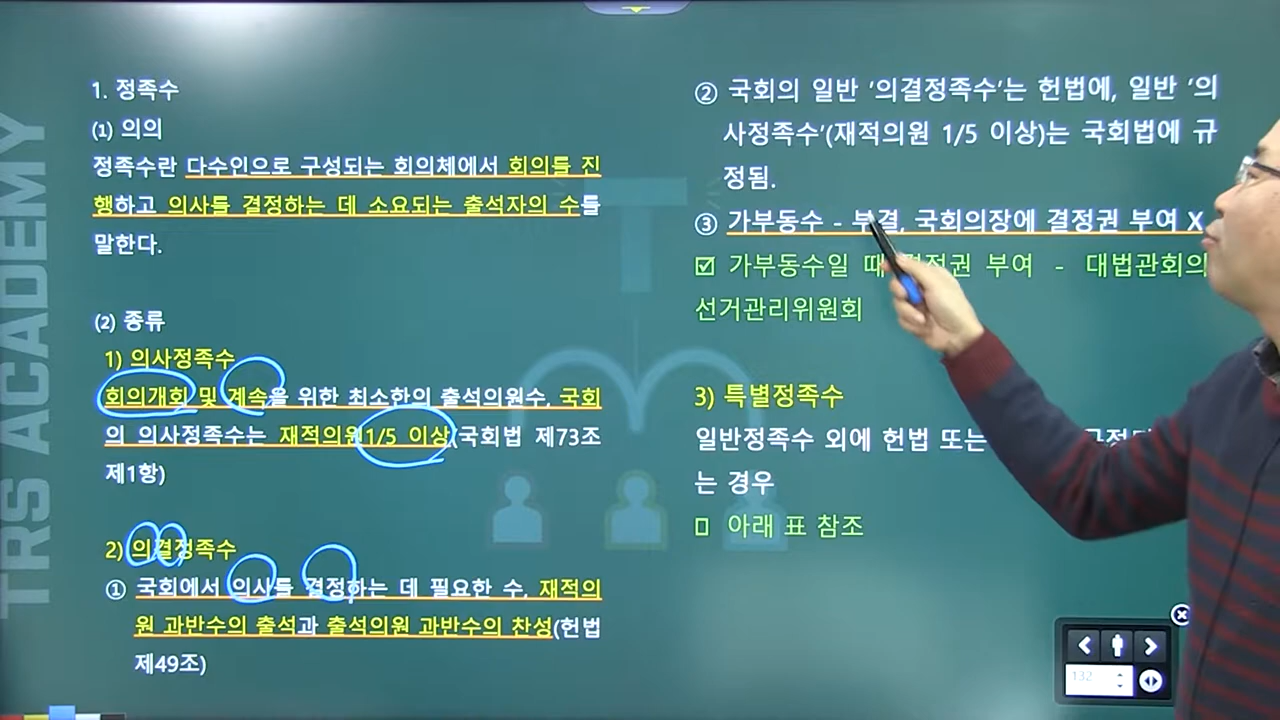 TRS ACADEMY
1. 정족수
(1) 의의
정족수란 다수인으로 구성되는 회의체에서 회의를 진
행하고 의사를 결정하는 데 소요되는 출석자의 수를
말한다.
(2) 종류
1) 의사정족수
회의개회 및 계속을 위한 최소한의 출석의원수, 국회
의 의사정족수는 재적의원1/5 이상(국회법 제73조
제1항)
2) 의결정족수
① 국회에서 의사를 결정하는 데 필요한 수, 재적의
원 과반수의 출석과 출석의원 과반수의 찬성(헌법
제49조)
② 국회의 일반 '의결정족수'는 헌법에, 일반 '의
사정족수'(재적의원 1/5 이상)는 국회법에 규
정됨.
③ 가부동수 - 부결, 국회의장에 결정권 부여 X
☑ 가부동수일 때 결정권 부여 - 대법관회의
선거관리위원회
3) 특별정족수
일반정족수 외에 헌법 또는
는 경우
아래 표 참조
132